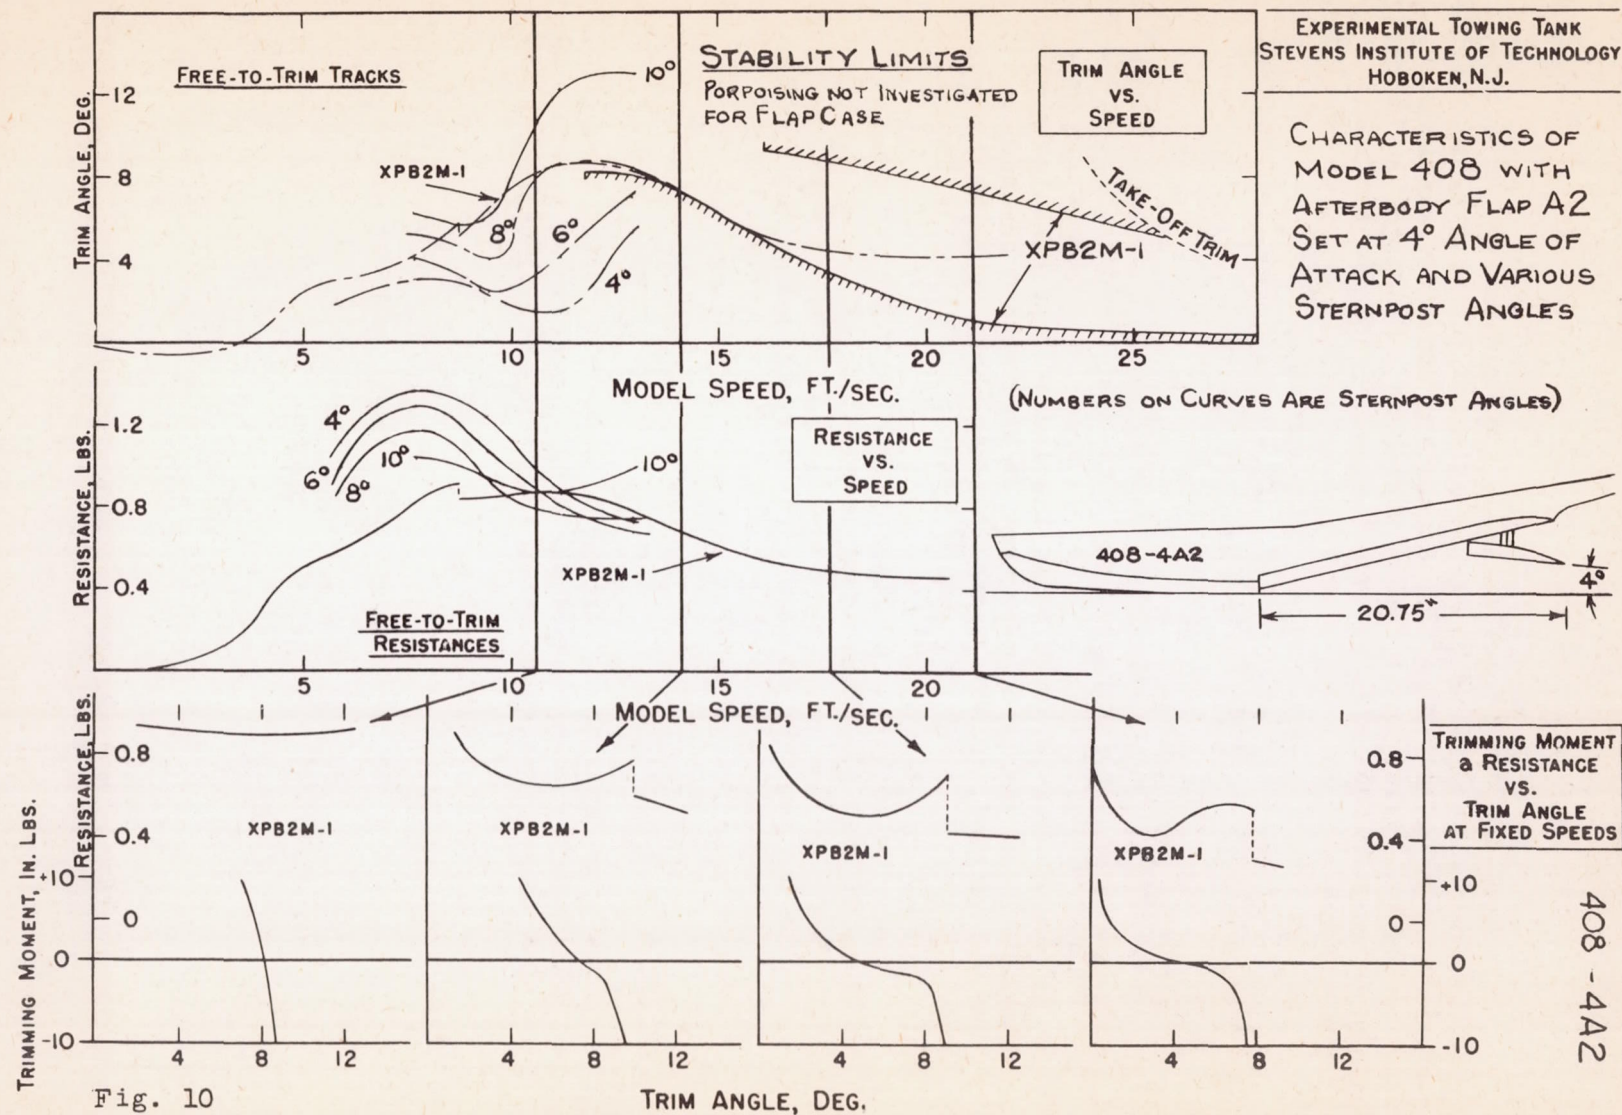 EXPERIMENTAL TOWING TANK
STEVENS INSTITUTE OF TECHNOLOGY
HOBOKEN, N.J.
CHARACTERISTICS OF
MODEL 408 WITH
AFTERBODY FLAP A2
SET AT 4° ANGLE OF
ATTACK AND VARIOUS
STERNPOST ANGLES
FREE-TO-TRIM TRACKS
STABILITY LIMITS
PORPOISING NOT INVESTIGATED
FOR FLAP CASE
TRIM ANGLE
VS.
SPEED
TRIM ANGLE, DEG.
12
8
4
XPB2M-1
10°
8°
6°
4°
TAKE-OFF TRIM
XPB2M-1
5
10
15
20
25
MODEL SPEED, FT./SEC.
(NUMBERS ON CURVES ARE STERNPOST ANGLES)
RESISTANCE, LBS.
1.2
0.8
0.4
4°
6°
8°
10°
10°
RESISTANCE
VS.
SPEED
XPB2M-1
FREE-TO-TRIM
RESISTANCES
408-4A2
4°
20.75"
5
10
15
20
MODEL SPEED, FT./SEC.
RESISTANCE, LBS.
0.8
0.4
0
TRIMMING MOMENT, IN. LBS.
+10
0
-10
XPB2M-1
XPB2M-1
XPB2M-1
XPB2M-1
0.8
0.4
0
+10
0
-10
TRIMMING MOMENT
a RESISTANCE
VS.
TRIM ANGLE
AT FIXED SPEEDS
408-4A2
4 8 12
4 8 12
4 8 12
4 8 12
TRIM ANGLE, DEG.
Fig. 10